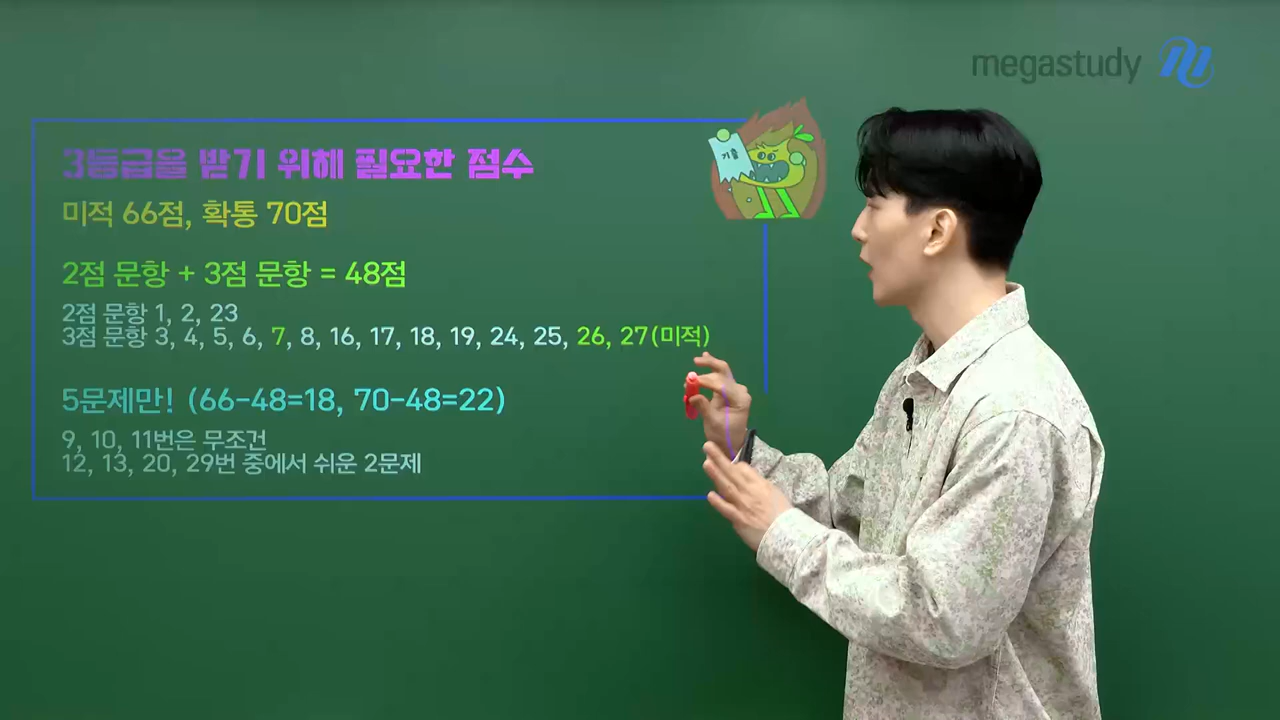 megastudy
3등급을 받기 위해 필요한 점수
기출
미적 66점, 확통 70점
2점 문항 + 3점 문항 = 48점
2점 문항 1, 2, 23
3점 문항 3, 4, 5, 6, 7, 8, 16, 17, 18, 19, 24, 25, 26, 27(미적)
5문제만! (66-48=18, 70-48=22)
9, 10, 11번은 무조건
12, 13, 20, 29번 중에서 쉬운 2문제